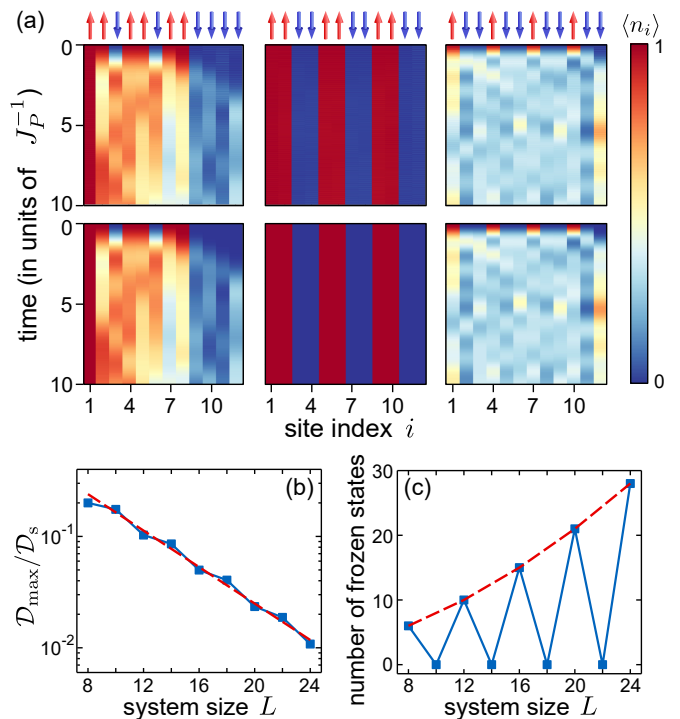 (a)
⟨n_i⟩
0
5
10
0
5
10
time (in units of J_P^{-1})
1
0
1 4 7 10
1 4 7 10
1 4 7 10
site index i
(b)
10^{-1}
10^{-2}
D_max/D_s
8 12 16 20 24
system size L
(c)
30
20
10
0
number of frozen states
8 12 16 20 24
system size L